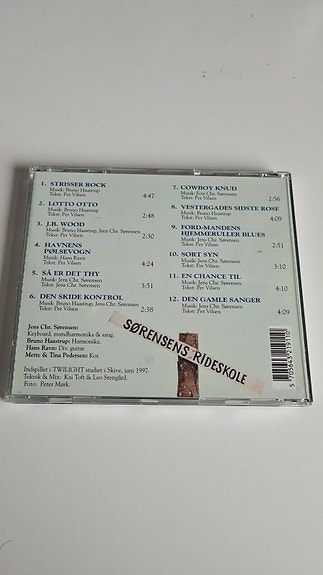 1. STRISSER ROCK
Musik: Bruno Haastrup
Tekst: Per Vilsen
4:47
2. LOTTO OTTO
Musik: Bruno Haastrup
Tekst: Per Vilsen
2:48
3. J.B. WOOD
Musik: Bruno Haastrup, Jens Chr. Sørensen
Tekst: Per Vilsen
2:30
4. HAVNENS
PØLSEVOGN
Musik: Hans Ravn
Tekst: Per Vilsen
4:24
5. SÅ ER DET THY
Musik: Jens Chr. Sørensen
Tekst: Jens Chr. Sørensen
3:51
6. DEN SKIDE KONTROL
Musik: Bruno Haastrup
Tekst: Per Vilsen
2:38
7. COWBOY KNUD
Musik: Jens Chr. Sørensen
Tekst: Per Vilsen
2:56
8. VESTERGADES SIDSTE ROSE
Musik: Bruno Haastrup
Tekst: Per Vilsen
4:09
9. FORD-MANDENS
HJEMMERULLER BLUES
Musik: Jens Chr. Sørensen
Tekst: Per Vilsen
2:51
10. SORT SYN
Musik: Jens Chr. Sørensen
Tekst: Per Vilsen
3:10
11. EN CHANCE TIL
Musik: Jens Chr. Sørensen
Tekst: Per Vilsen
4:10
12. DEN GAMLE SANGER
Musik: Jens Chr. Sørensen
Tekst: Per Vilsen
4:09
Jens Chr. Sørensen:
Keyboard, mondharmonika & sang.
Bruno Haastrup: Harmonika.
Hans Ravn: Div. guitar.
Mette & Tina Pedersen: Kor.
SØRENSENS RIDESKOLE
Indspillet i TWILIGHT studiet i Skive, juni 1997.
Teknik & Mix: Kai Toft & Leo Stengård.
Foto: Peter Mørk.
5 705645 219110